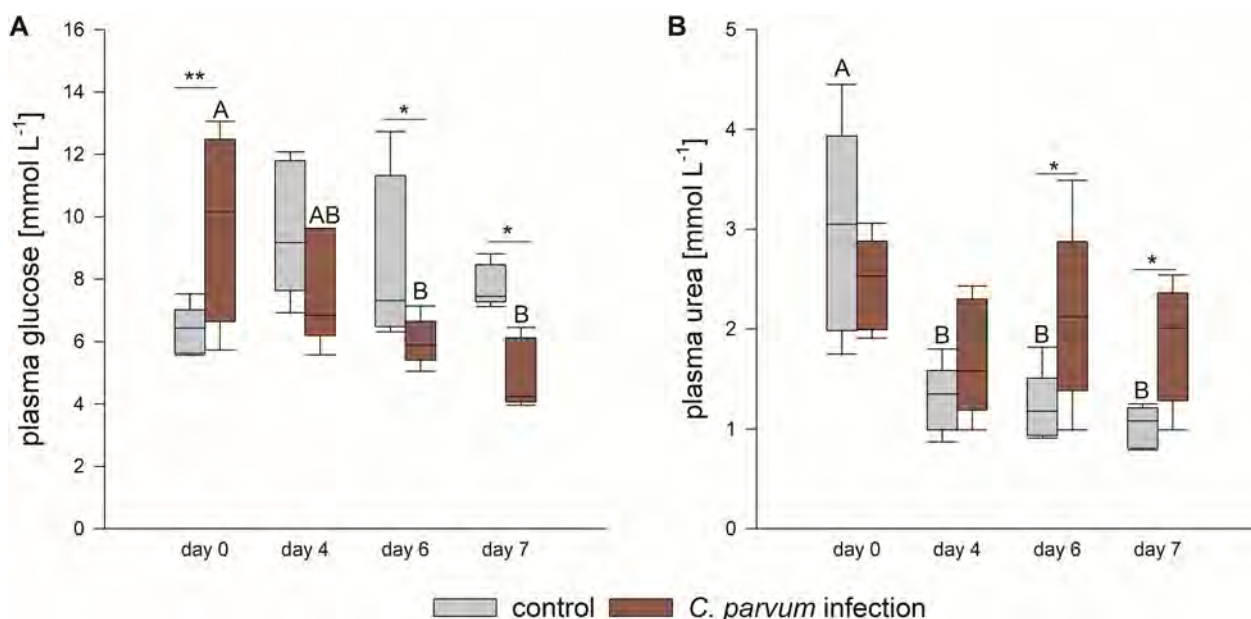 A
plasma glucose [mmol L⁻¹]
16
14
12
10
8
6
4
2
0
**
A
AB
*
B
*
B
day 0
day 4
day 6
day 7
B
plasma urea [mmol L⁻¹]
5
4
3
2
1
0
A
B
*
B
*
B
day 0
day 4
day 6
day 7
control
C. parvum infection